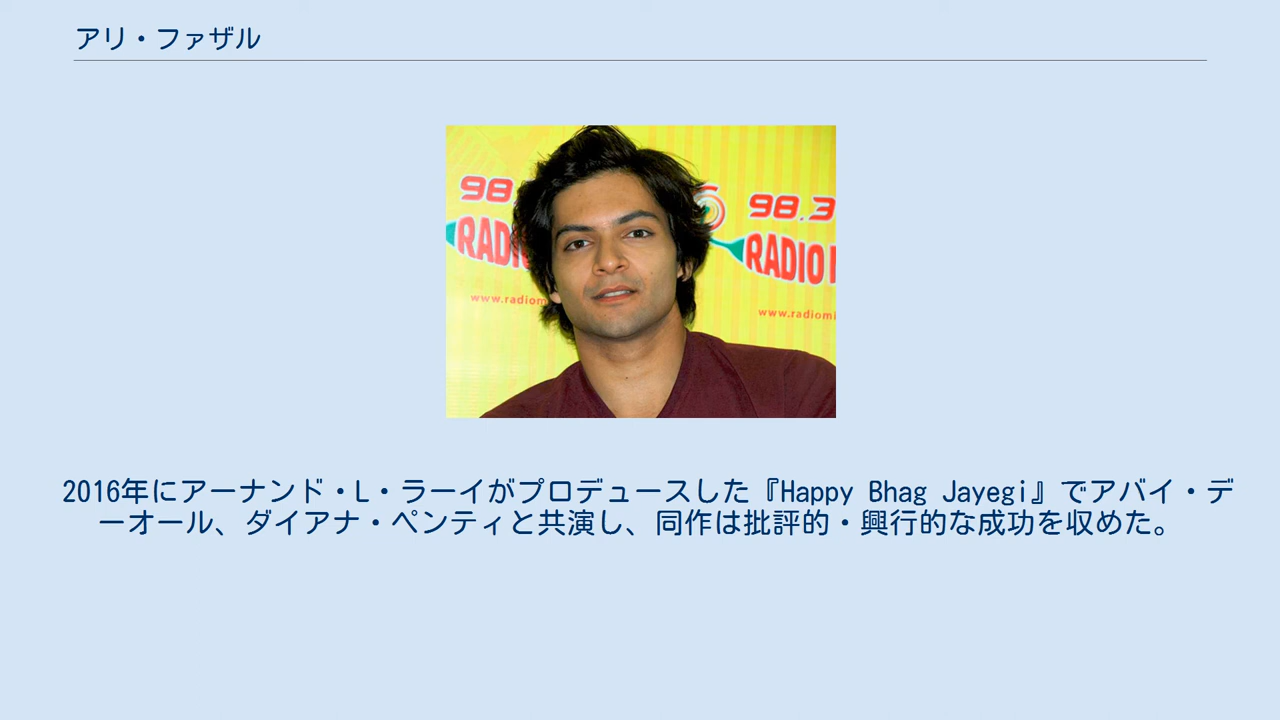 アリ・ファザル
98.3
RADIO
www.radiomi
2016年にアーナンド・L・ラーイがプロデュースした『Happy Bhag Jayegi』でアバイ・デ
ーオール、ダイアナ・ペンティと共演し、同作は批評的・興行的な成功を収めた。